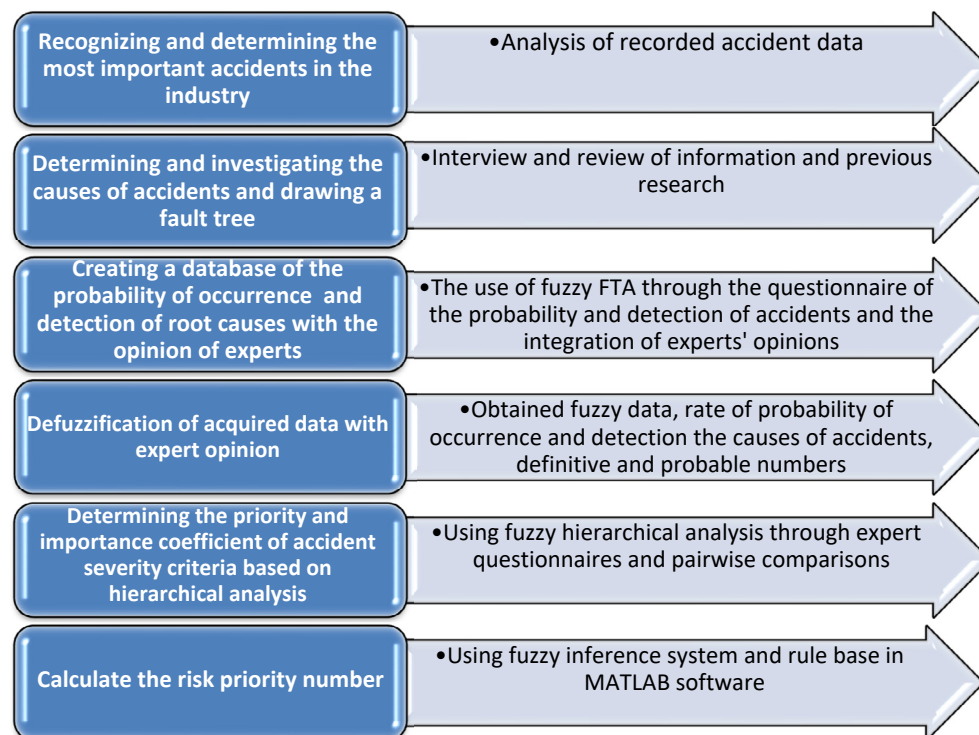 Recognizing and determining the
most important accidents in the
industry
•Analysis of recorded accident data
Determining and investigating the
causes of accidents and drawing a
fault tree
•Interview and review of information and previous
research
Creating a database of the
probability of occurrence and
detection of root causes with the
opinion of experts
•The use of fuzzy FTA through the questionnaire of
the probability and detection of accidents and the
integration of experts' opinions
Defuzzification of acquired data with
expert opinion
•Obtained fuzzy data, rate of probability of
occurrence and detection the causes of accidents,
definitive and probable numbers
Determining the priority and
importance coefficient of accident
severity criteria based on
hierarchical analysis
•Using fuzzy hierarchical analysis through expert
questionnaires and pairwise comparisons
Calculate the risk priority number
•Using fuzzy inference system and rule base in
MATLAB software